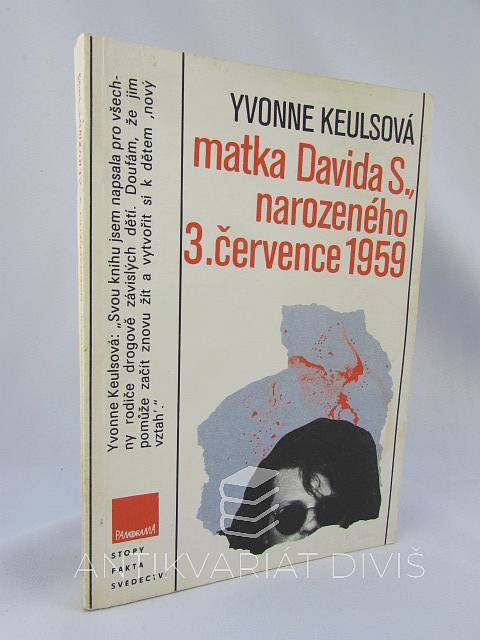 YVONNE KEULSOVÁ
matka Davida S.,
narozeného
3. července 1959
Yvonne Keulsová: „Svou knihu jsem napsala pro všech-
ny rodiče drogově závislých dětí. Doufám, že jim
pomůže začít znovu žít a vytvořit si k dětem ‚nový
vztah‘.“
PANORAMA
STOPY
FAKTA
SVĚDECTVÍ
ANTIKVARIÁT DIVIŠ